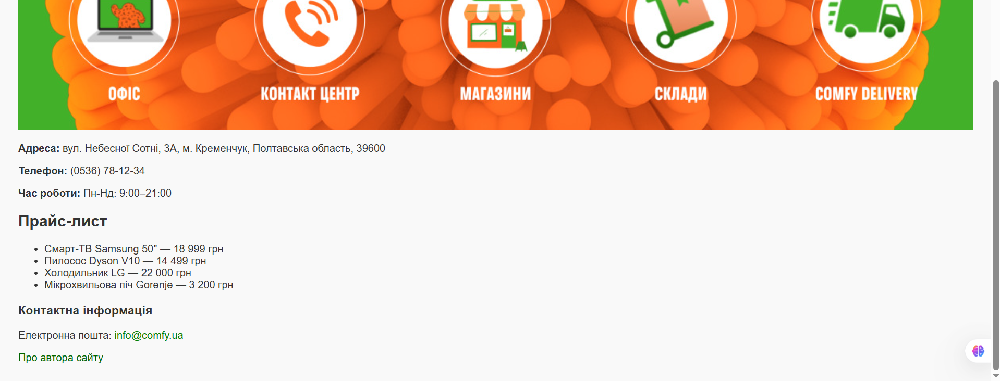 ОФІС
КОНТАКТ ЦЕНТР
МАГАЗИНИ
СКЛАДИ
COMFY DELIVERY
Адреса: вул. Небесної Сотні, 3А, м. Кременчук, Полтавська область, 39600
Телефон: (0536) 78-12-34
Час роботи: Пн-Нд: 9:00–21:00
Прайс-лист
• Смарт-ТВ Samsung 50" — 18 999 грн
• Пилосос Dyson V10 — 14 499 грн
• Холодильник LG — 22 000 грн
• Мікрохвильова піч Gorenje — 3 200 грн
Контактна інформація
Електронна пошта: info@comfy.ua
Про автора сайту